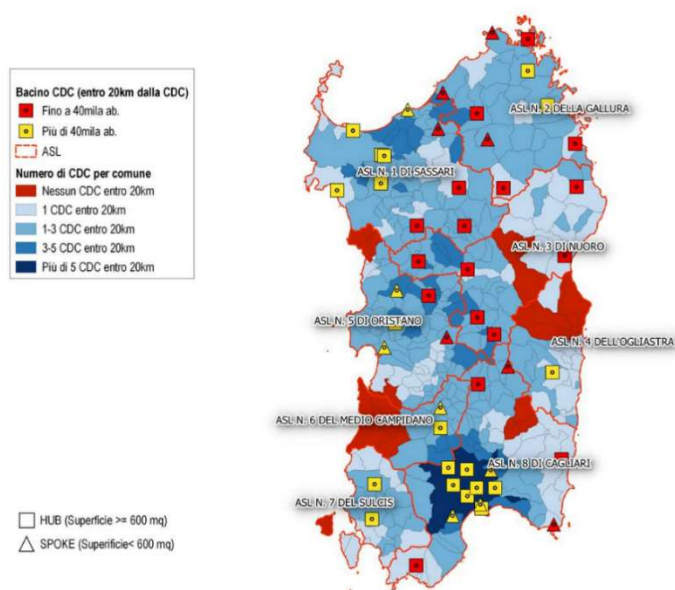 Bacino CDC (entro 20km dalla CDC)
Fino a 40mila ab.
Più di 40mila ab.
ASL
Numero di CDC per comune
Nessun CDC entro 20km
1 CDC entro 20km
1-3 CDC entro 20km
3-5 CDC entro 20km
Più di 5 CDC entro 20km
ASL N. 2 DELLA GALLURA
ASL N. 1 DI SASSARI
ASL N. 3 DI NUORO
ASL N. 5 DI ORISTANO
ASL N. 4 DELL'OGLIASTRA
ASL N. 6 DEL MEDIO CAMPIDANO
ASL N. 8 DI CAGLIARI
ASL N. 7 DEL SULCIS
HUB (Superficie >= 600 mq)
SPOKE (Superificie< 600 mq)